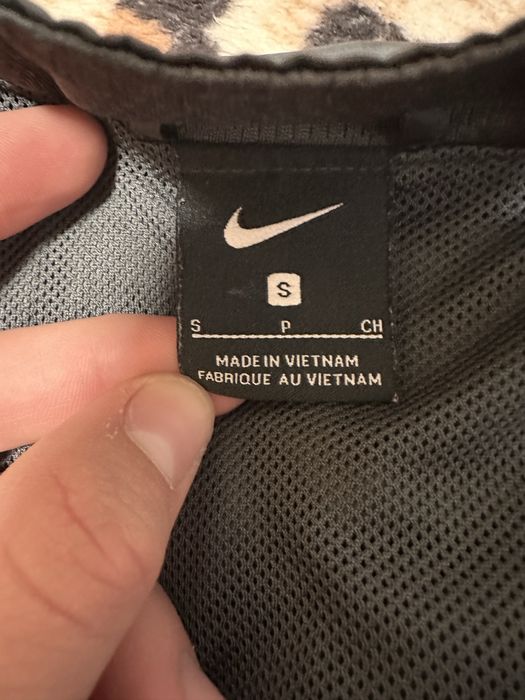 S
S P CH
MADE IN VIETNAM
FABRIQUE AU VIETNAM